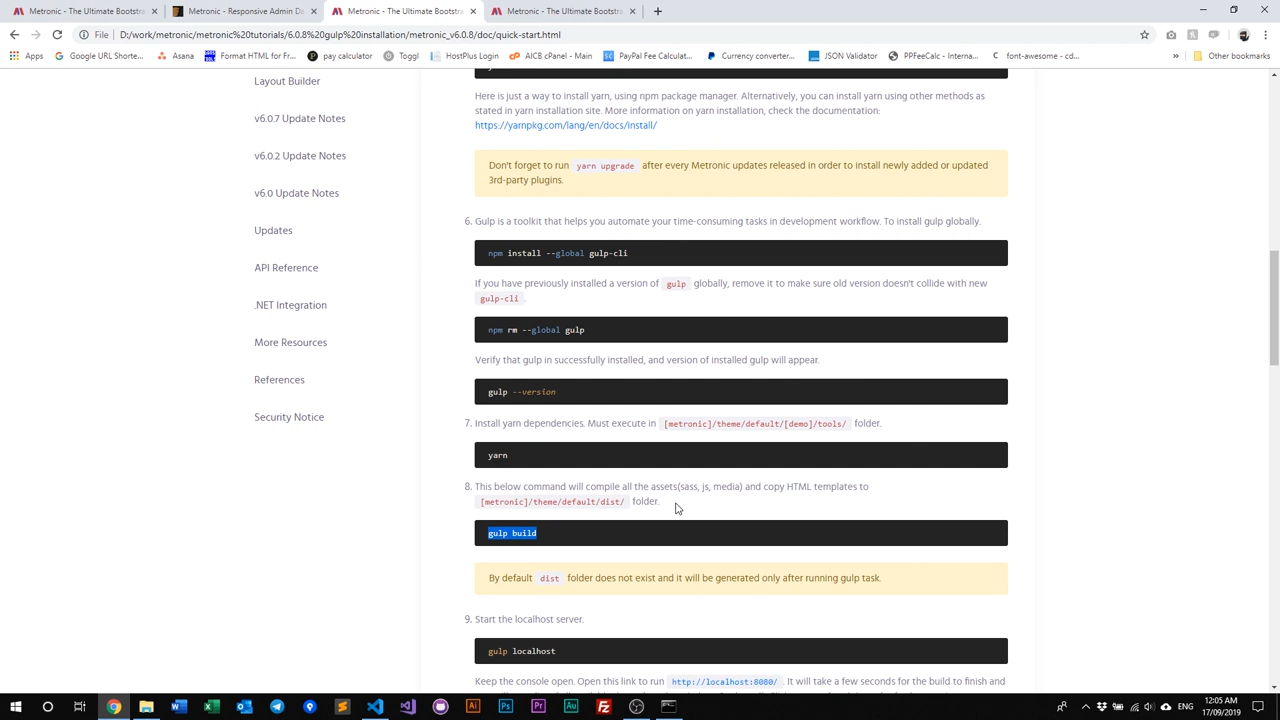 Metronic - The Ultimate Bootstra
Metronic - Responsive Admin Da
Metronic - The Ultimate Bootstra
Metronic - The Ultimate Bootstra
File | D:/work/metronic/metronic%20tutorials/6.0.8%20gulp%20installation/metronic_v6.0.8/doc/quick-start.html
Apps
Google URL Shorte...
Asana
Format HTML for Fr...
pay calculator
Toggl
HostPlus Login
AICB cPanel - Main
PayPal Fee Calculat...
Currency converter...
JSON Validator
PPFeeCalc - Interna...
font-awesome - cd...
Other bookmarks
Layout Builder
v6.0.7 Update Notes
v6.0.2 Update Notes
v6.0 Update Notes
Updates
API Reference
.NET Integration
More Resources
References
Security Notice
Here is just a way to install yarn, using npm package manager. Alternatively, you can install yarn using other methods as
stated in yarn installation site. More information on yarn installation, check the documentation:
https://yarnpkg.com/lang/en/docs/install/
Don't forget to run yarn upgrade after every Metronic updates released in order to install newly added or updated
3rd-party plugins.
6. Gulp is a toolkit that helps you automate your time-consuming tasks in development workflow. To install gulp globally.
npm install --global gulp-cli
If you have previously installed a version of gulp globally, remove it to make sure old version doesn't collide with new
gulp-cli.
npm rm --global gulp
Verify that gulp in successfully installed, and version of installed gulp will appear.
gulp --version
7. Install yarn dependencies. Must execute in [metronic]/theme/default/[demo]/tools/ folder.
yarn
8. This below command will compile all the assets(sass, js, media) and copy HTML templates to
[metronic]/theme/default/dist/ folder.
gulp build
By default dist folder does not exist and it will be generated only after running gulp task.
9. Start the localhost server.
gulp localhost
Keep the console open. Open this link to run http://localhost:8080/. It will take a few seconds for the build to finish and
ENG
12:05 AM
17/09/2019